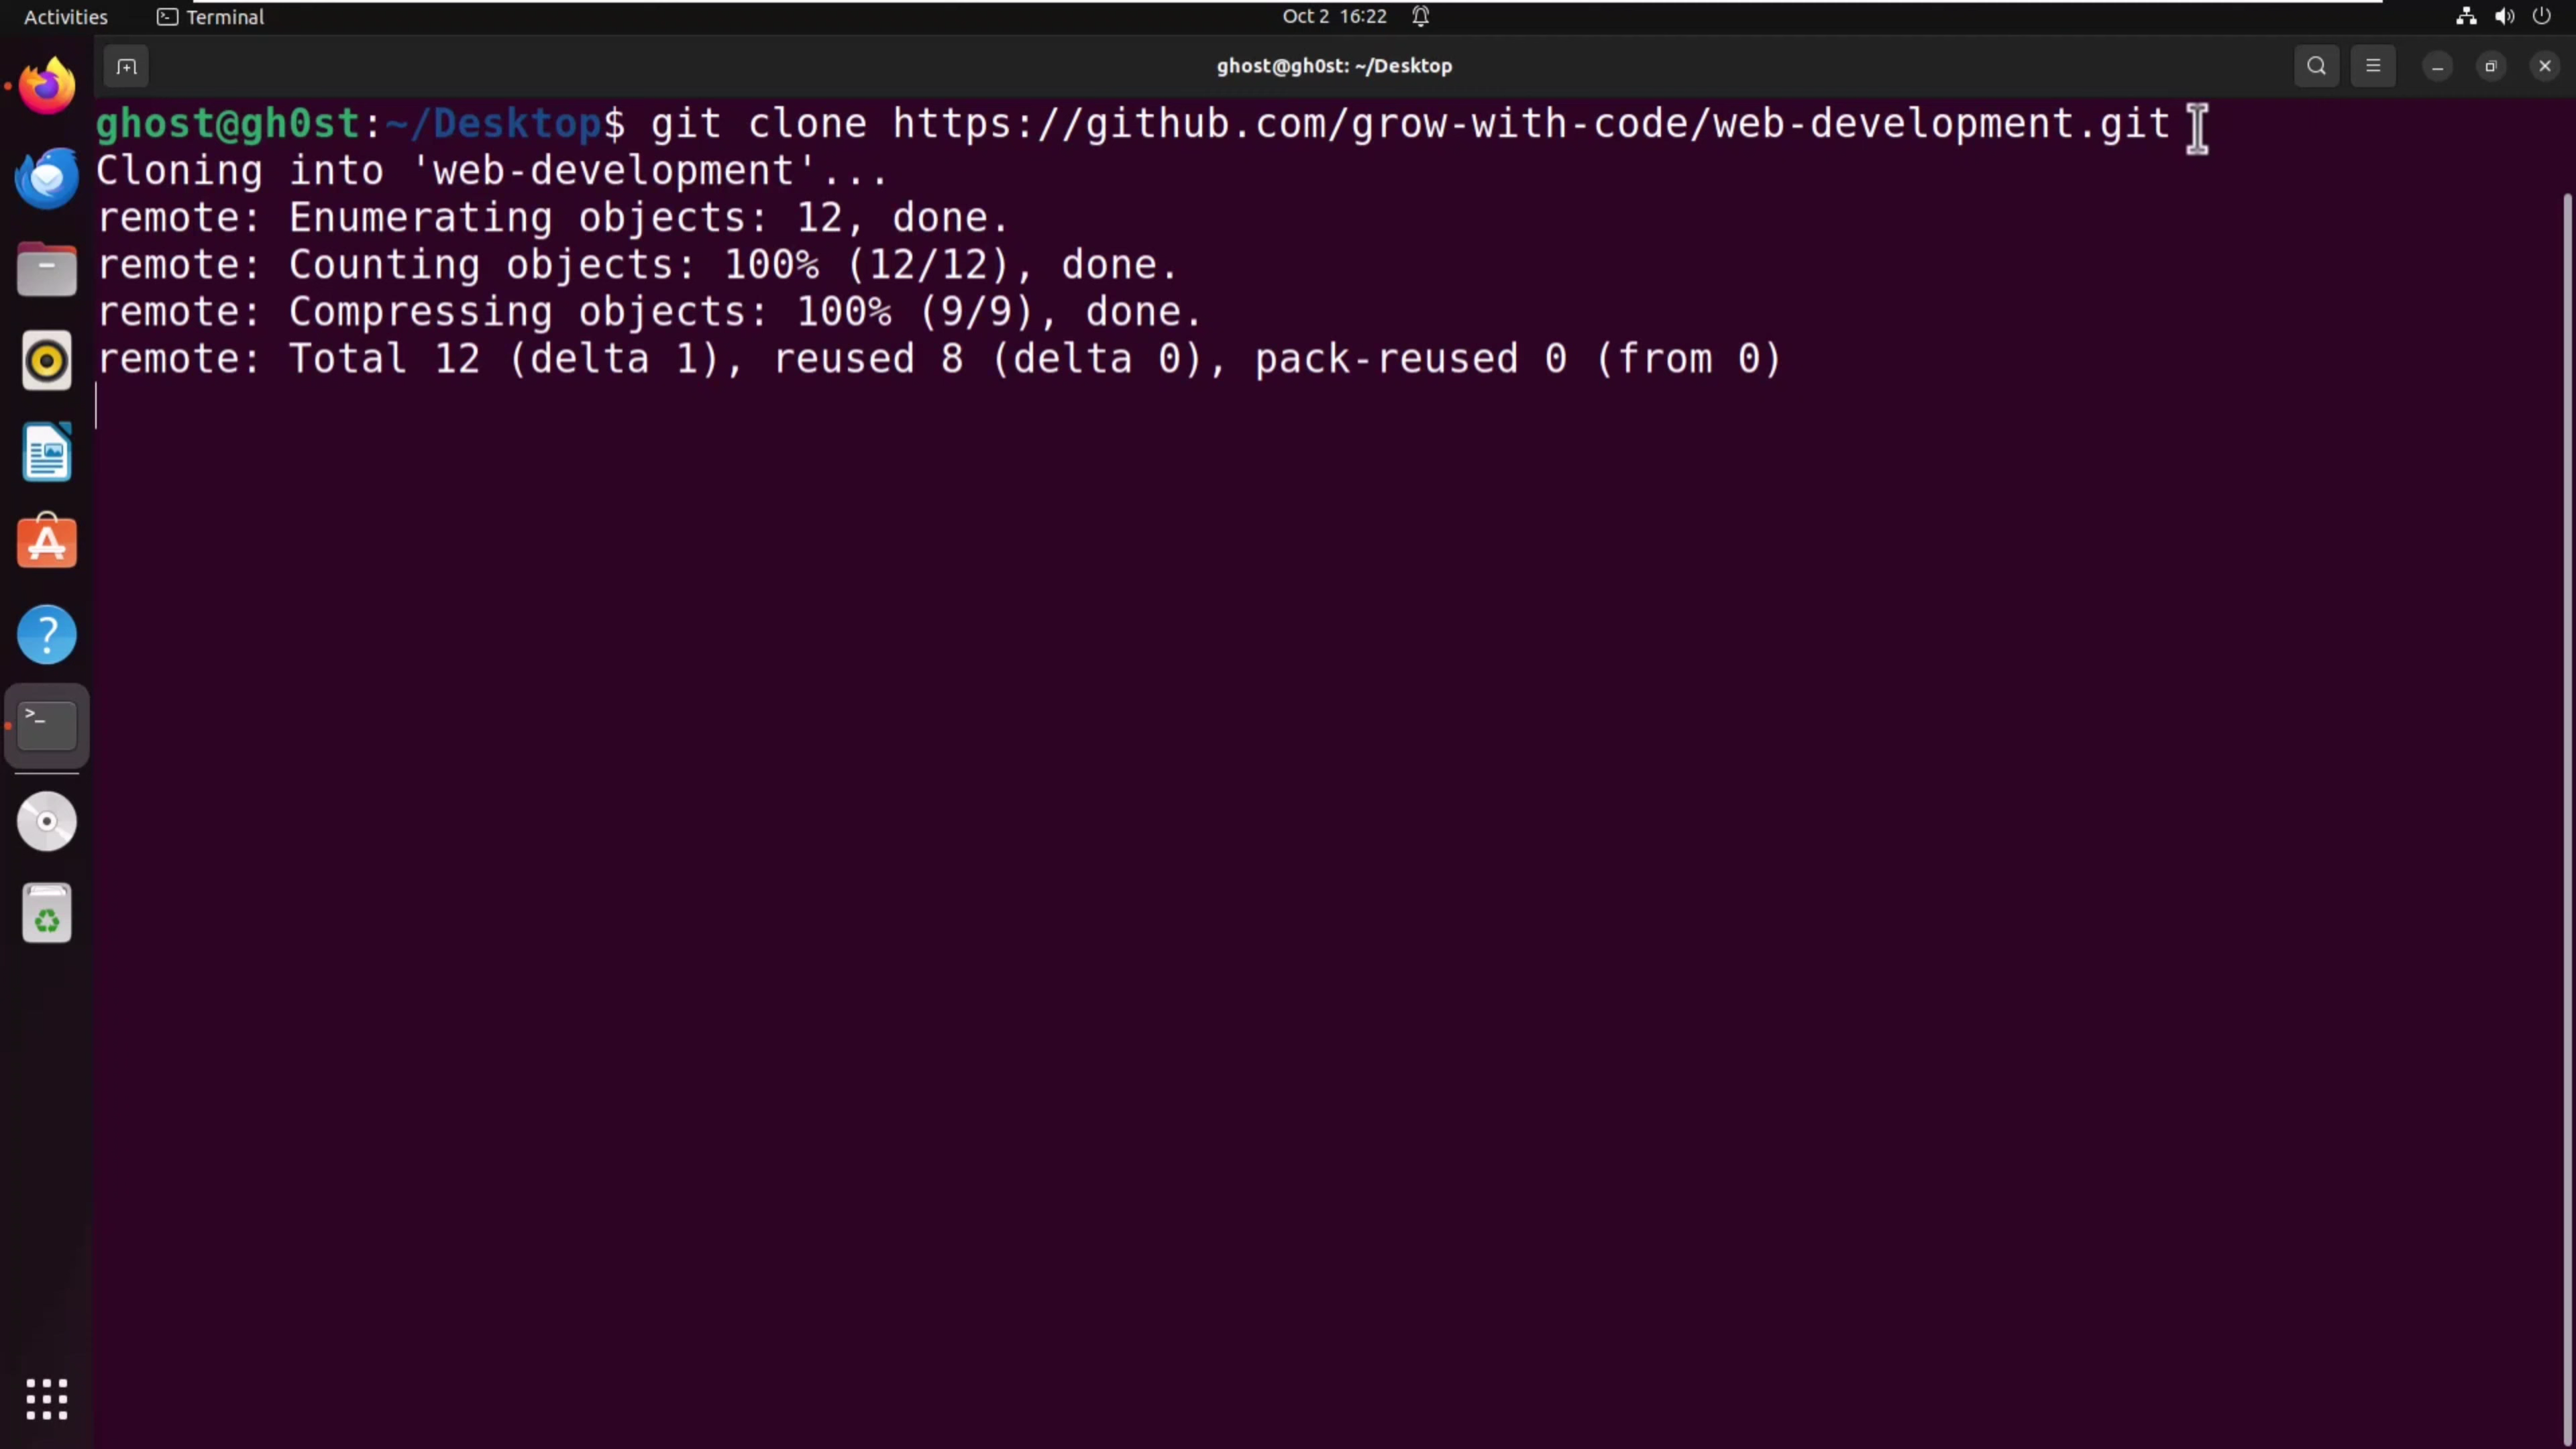 Activities Terminal Oct 2 16:22
ghost@gh0st: ~/Desktop
ghost@gh0st:~/Desktop$ git clone https://github.com/grow-with-code/web-development.git
Cloning into 'web-development'...
remote: Enumerating objects: 12, done.
remote: Counting objects: 100% (12/12), done.
remote: Compressing objects: 100% (9/9), done.
remote: Total 12 (delta 1), reused 8 (delta 0), pack-reused 0 (from 0)